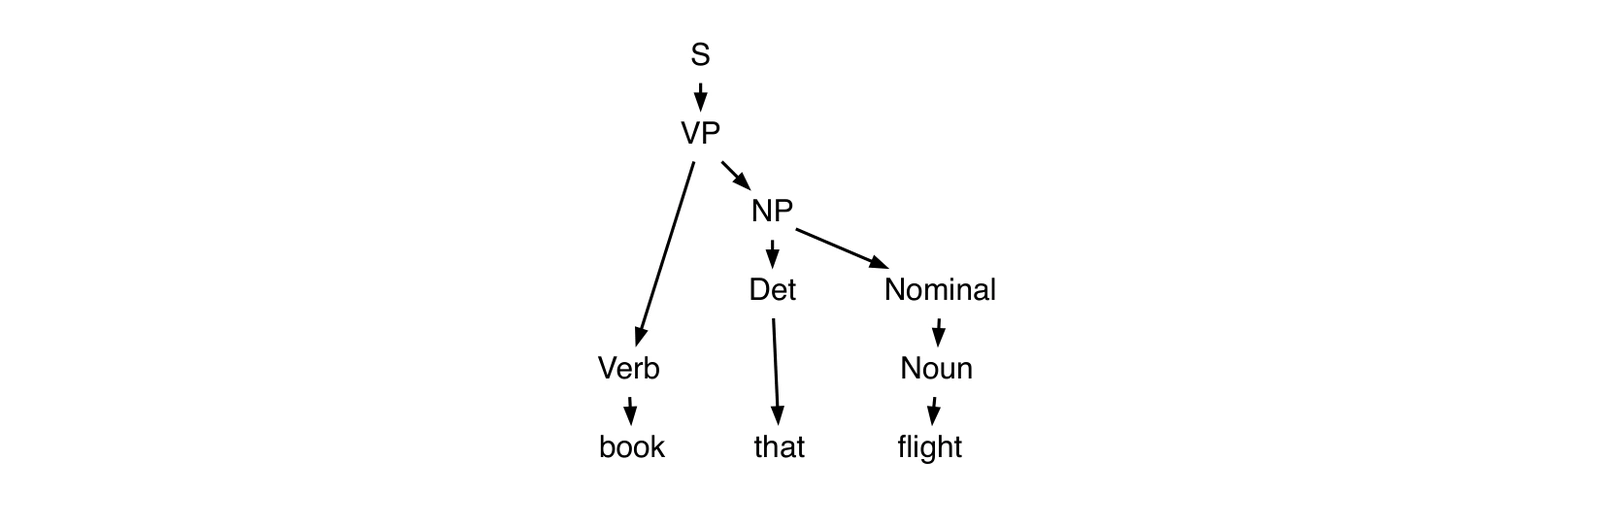 S
VP
NP
Det Nominal
Verb Noun
book that flight